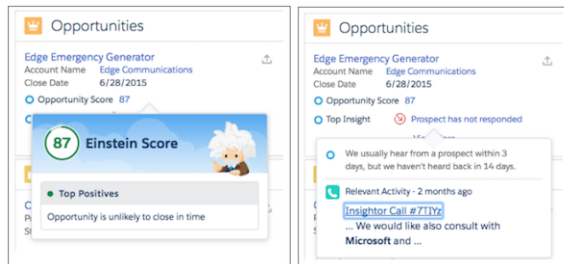 Opportunities
Edge Emergency Generator
Account Name Edge Communications
Close Date 6/28/2015
Opportunity Score 87
87 Einstein Score
Top Positives
Opportunity is unlikely to close in time
Opportunities
Edge Emergency Generator
Account Name Edge Communications
Close Date 6/28/2015
Opportunity Score 87
Top Insight Prospect has not responded
We usually hear from a prospect within 3
days, but we haven't heard back in 14 days.
Relevant Activity - 2 months ago
Insightor Call #7TIYz
... We would like also consult with
Microsoft and ...